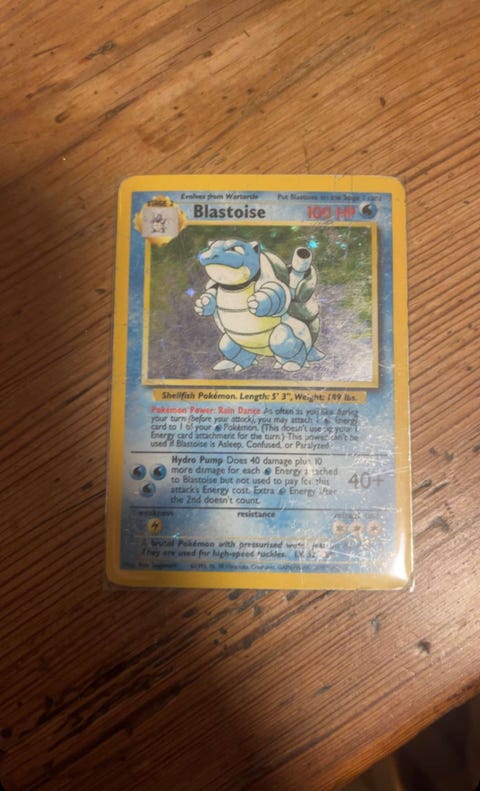 STAGE 2
Evolves from Wartortle Put Blastoise on the Stage 1 card
Blastoise 100 HP
Shellfish Pokémon. Length: 5' 3", Weight: 189 lbs.
Pokémon Power: Rain Dance As often as you like during
your turn (before your attack), you may attach 1 Energy
card to 1 of your Pokémon. (This doesn't use up your 1
Energy card attachment for the turn.) This power can't be
used if Blastoise is Asleep, Confused, or Paralyzed.
Hydro Pump Does 40 damage plus 10
more damage for each Energy attached
to Blastoise but not used to pay for this
attack's Energy cost. Extra Energy after
the 2nd doesn't count.
40+
weakness resistance retreat cost
A brutal Pokémon with pressurized water jets
They are used for high-speed tackles. LV. 52